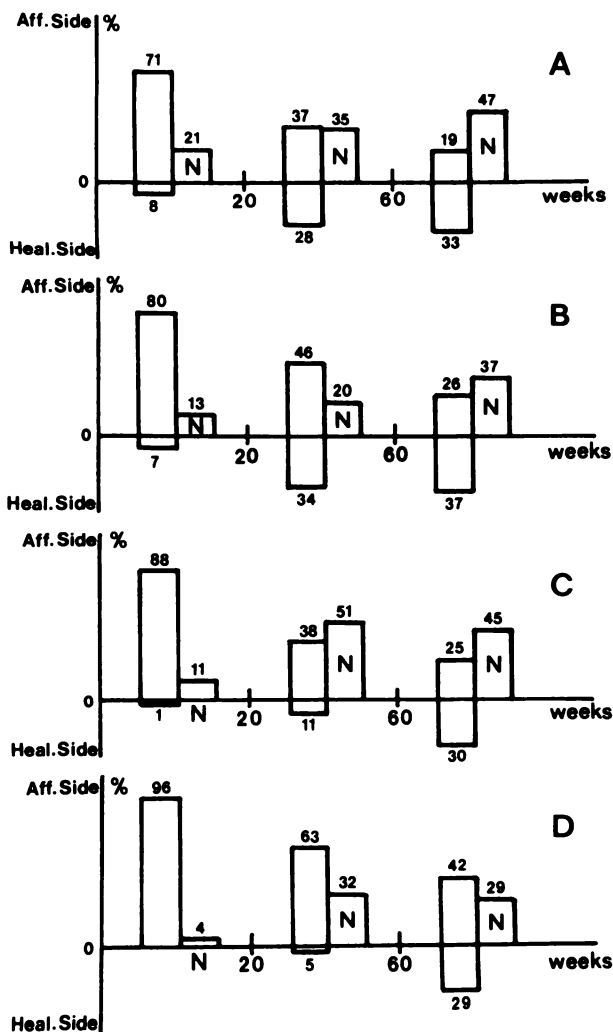 Aff. Side %
A
71
21
37
35
19
47
N
N
N
0
20
60
weeks
8
28
33
Heal. Side
Aff. Side %
B
80
13
46
20
26
37
N
N
N
0
20
60
weeks
7
34
37
Heal. Side
Aff. Side %
C
88
11
38
51
25
45
N
N
0
1
N
20
11
60
weeks
30
Heal. Side
Aff. Side %
D
96
4
63
32
42
29
N
N
0
N
20
5
60
weeks
29
Heal. Side